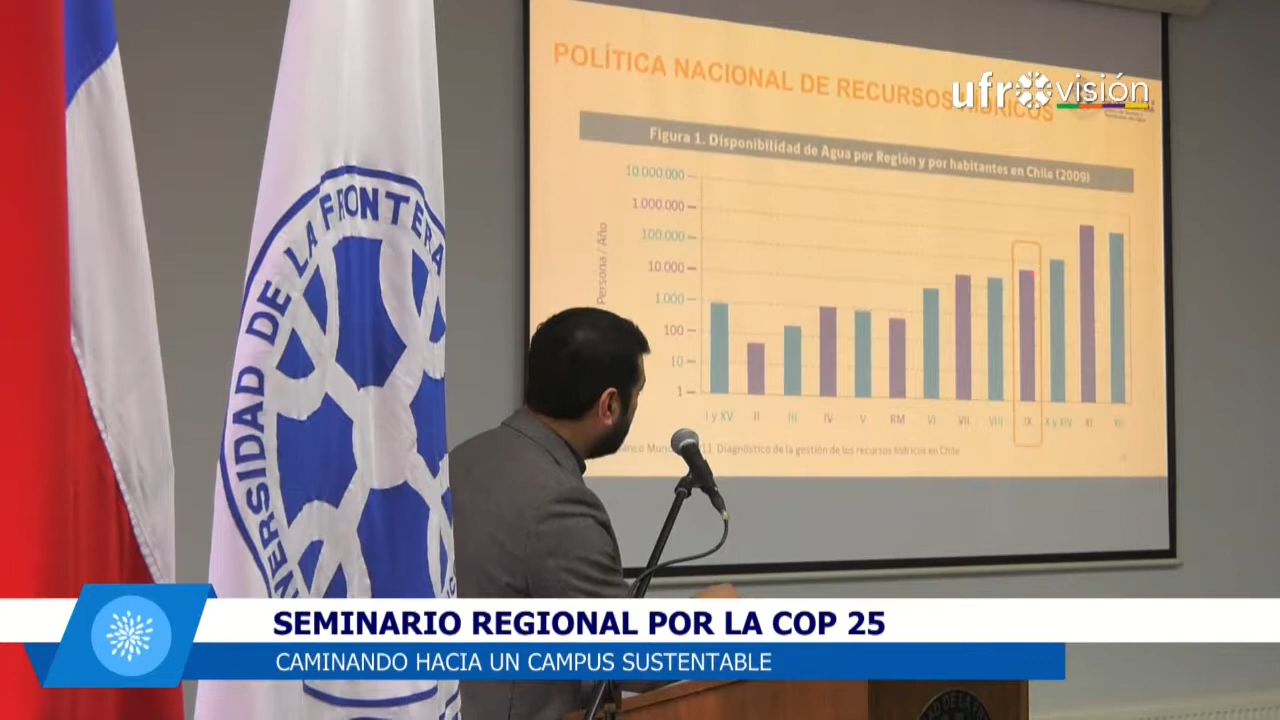 POLÍTICA NACIONAL DE RECURSOS HÍDRICOS
ufro visión
Figura 1. Disponibilidad de Agua por Región y por habitantes en Chile (2009)
Persona / Año
10.000.000
1.000.000
100.000
10.000
1.000
100
10
1
I y XV II III IV V RM VI VII VIII IX X y XIV XI XII
Diagnóstico de la gestión de los recursos hídricos en Chile
VERSIDAD DE LA FRONTERA
SEMINARIO REGIONAL POR LA COP 25
CAMINANDO HACIA UN CAMPUS SUSTENTABLE